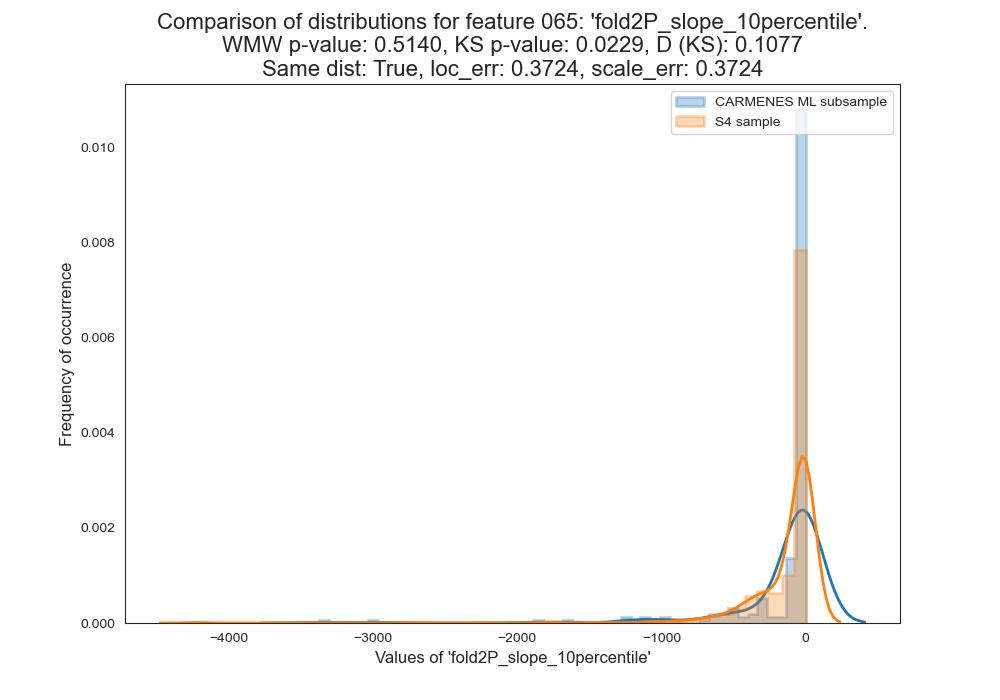 Comparison of distributions for feature 065: 'fold2P_slope_10percentile'.
WMW p-value: 0.5140, KS p-value: 0.0229, D (KS): 0.1077
Same dist: True, loc_err: 0.3724, scale_err: 0.3724
CARMENES ML subsample
S4 sample
0.010
0.008
0.006
0.004
0.002
0.000
Frequency of occurrence
−4000 −3000 −2000 −1000 0
Values of 'fold2P_slope_10percentile'